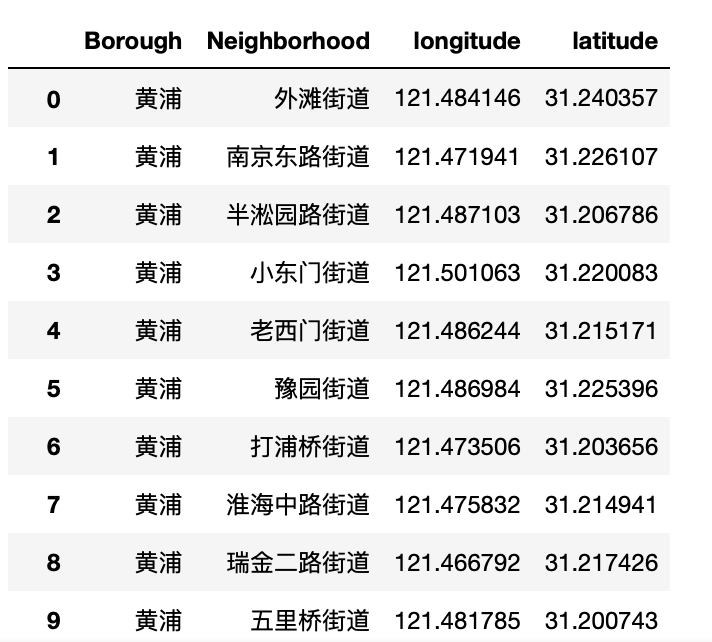 Borough Neighborhood longitude latitude
0 黄浦 外滩街道 121.484146 31.240357
1 黄浦 南京东路街道 121.471941 31.226107
2 黄浦 半淞园路街道 121.487103 31.206786
3 黄浦 小东门街道 121.501063 31.220083
4 黄浦 老西门街道 121.486244 31.215171
5 黄浦 豫园街道 121.486984 31.225396
6 黄浦 打浦桥街道 121.473506 31.203656
7 黄浦 淮海中路街道 121.475832 31.214941
8 黄浦 瑞金二路街道 121.466792 31.217426
9 黄浦 五里桥街道 121.481785 31.200743